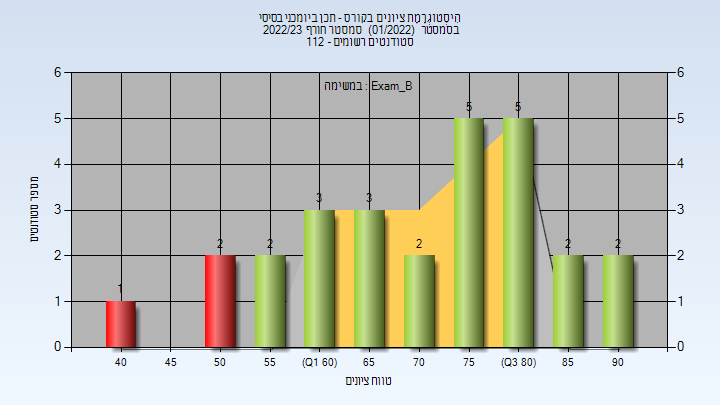 היסטוגרמת ציונים בקורס - תכן ביומכני בסיסי
בסמסטר (01/2022) סמסטר חורף 2022/23
סטודנטים רשומים - 112
במשימה : Exam_B
מספר סטודנטים
6 6
5 5
4 4
3 3
2 2
1 1
0 0
1 2 2 3 3 2 5 5 2 2
40 45 50 55 (Q1 60) 65 70 75 (Q3 80) 85 90
טווח ציונים